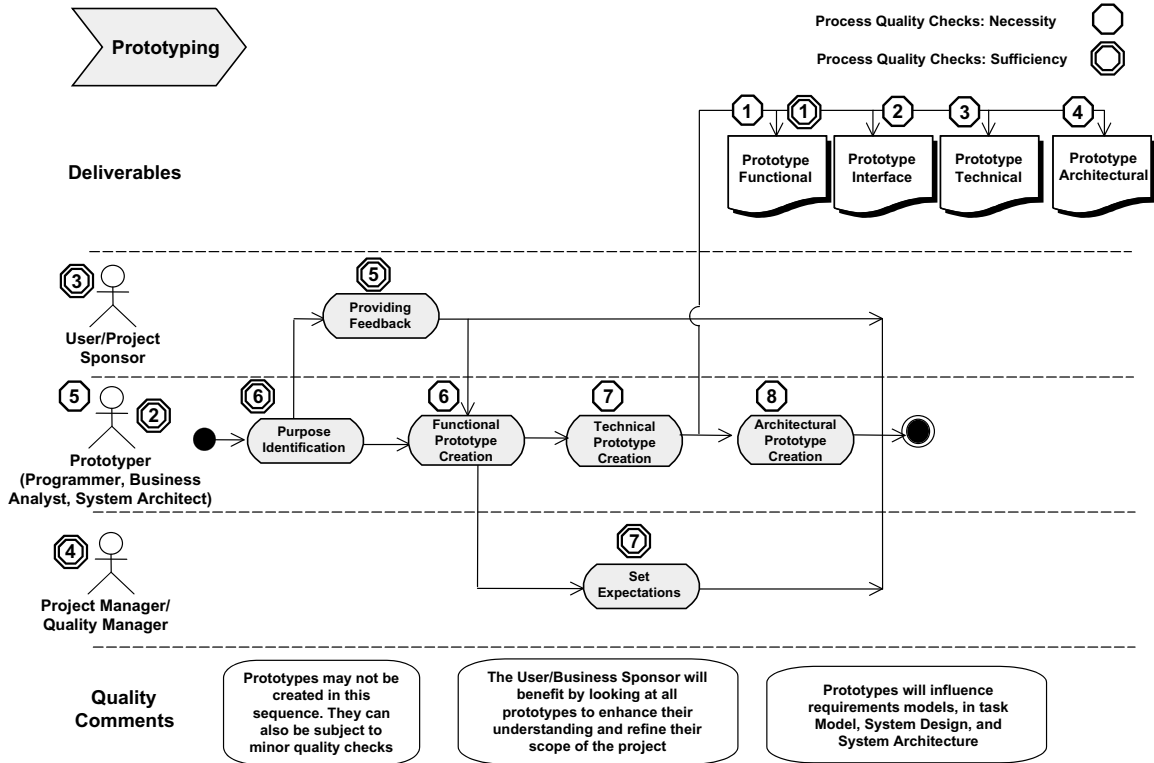 Prototyping
Process Quality Checks: Necessity
Process Quality Checks: Sufficiency
1
1
2
3
4
Deliverables
Prototype
Functional
Prototype
Interface
Prototype
Technical
Prototype
Architectural
3
User/Project
Sponsor
5
Providing
Feedback
5
2
Prototyper
(Programmer, Business
Analyst, System Architect)
6
Purpose
Identification
6
Functional
Prototype
Creation
7
Technical
Prototype
Creation
8
Architectural
Prototype
Creation
4
Project Manager/
Quality Manager
7
Set
Expectations
Quality
Comments
Prototypes may not be
created in this
sequence. They can
also be subject to
minor quality checks
The User/Business Sponsor will
benefit by looking at all
prototypes to enhance their
understanding and refine their
scope of the project
Prototypes will influence
requirements models, in task
Model, System Design, and
System Architecture